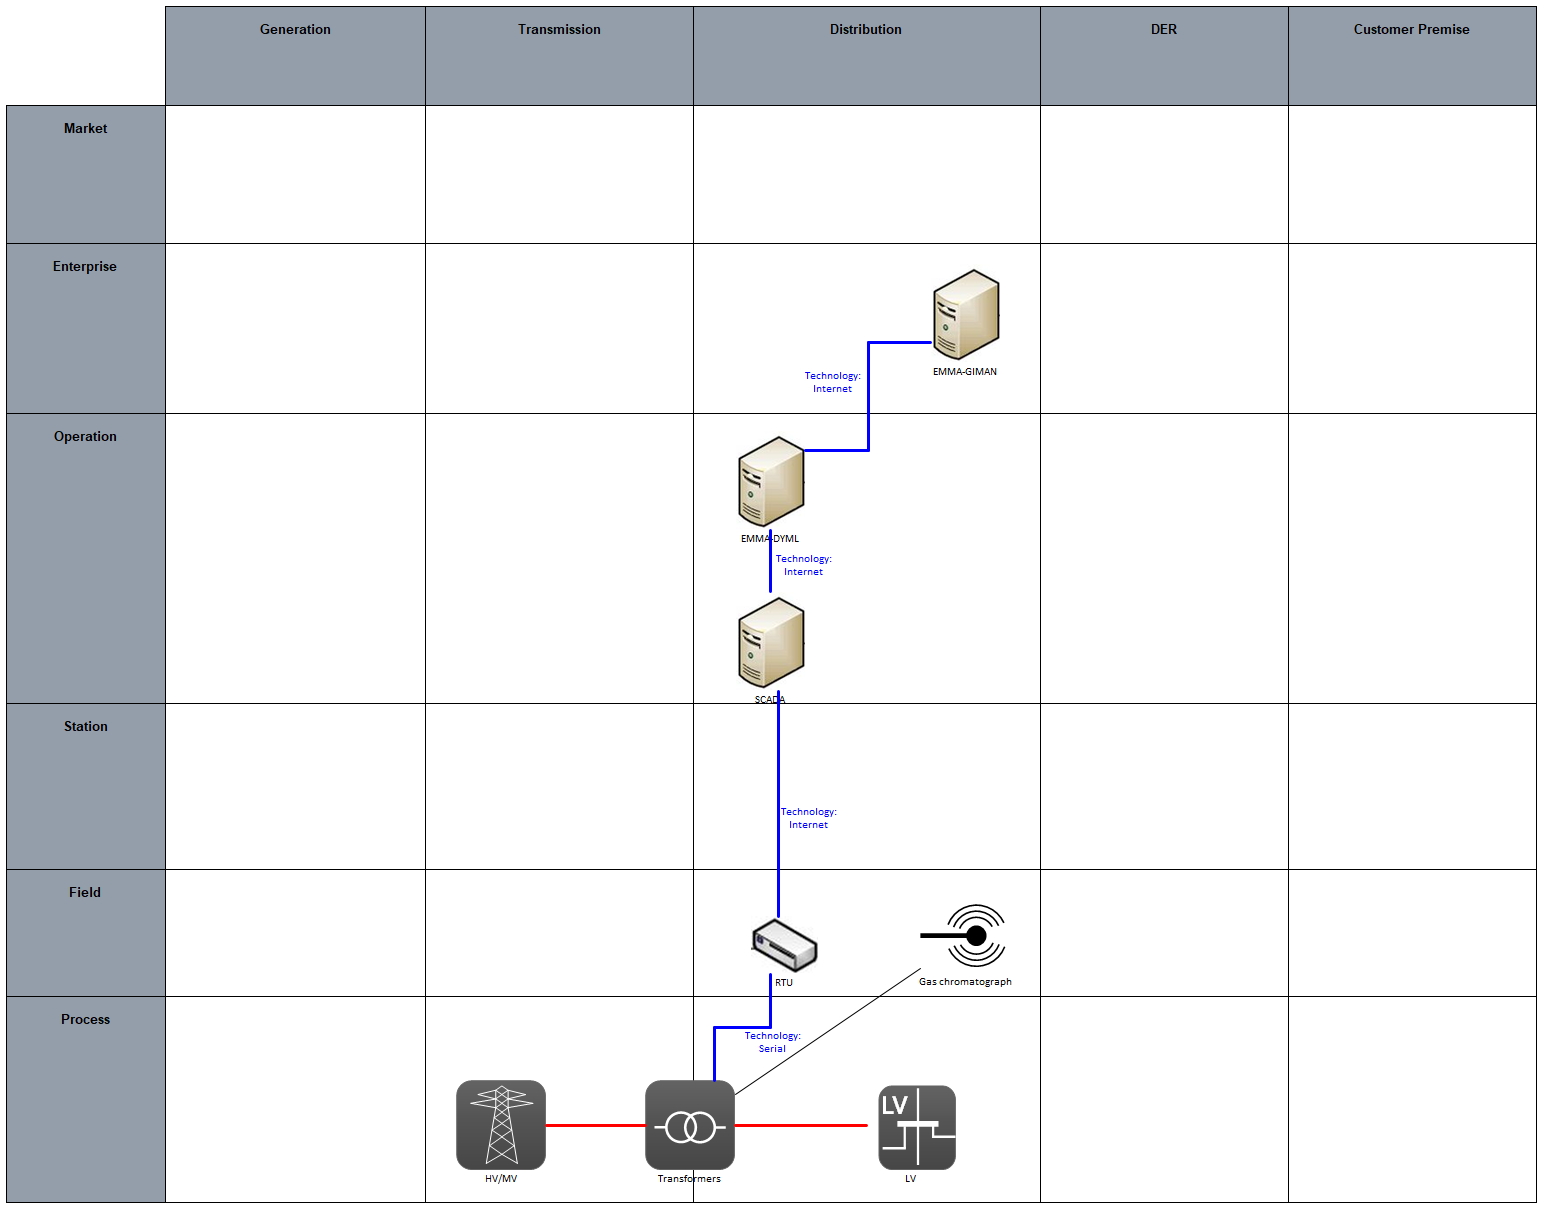 Generation
Transmission
Distribution
DER
Customer Premise
Market
Enterprise
EMMA-GIMAN
Technology:
Internet
Operation
EMMA-DYML
Technology:
Internet
SCADA
Station
Technology:
Internet
Field
RTU
Gas chromatograph
Process
Technology:
Serial
LV
HV/MV
Transformers
LV